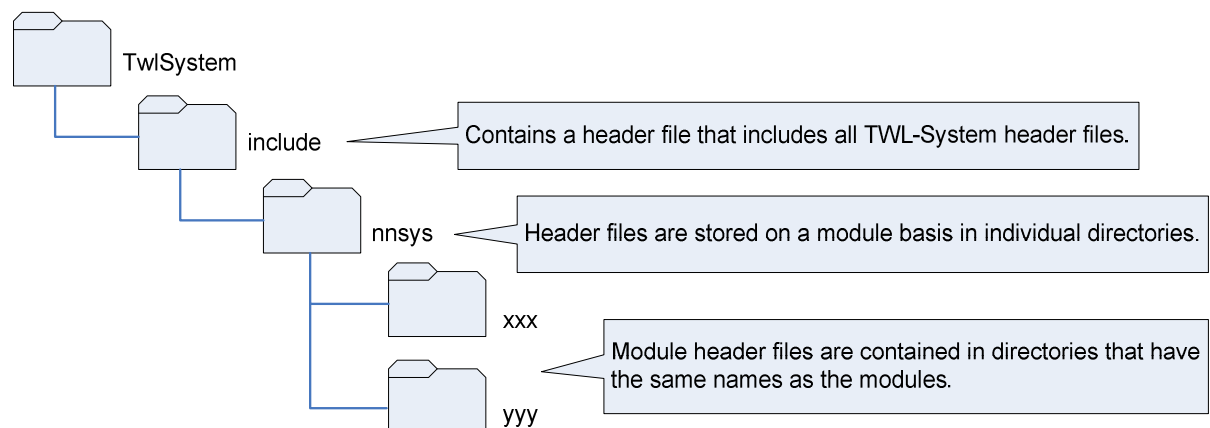 TwlSystem
include
Contains a header file that includes all TWL-System header files.
nnsys
Header files are stored on a module basis in individual directories.
xxx
Module header files are contained in directories that have
the same names as the modules.
yyy